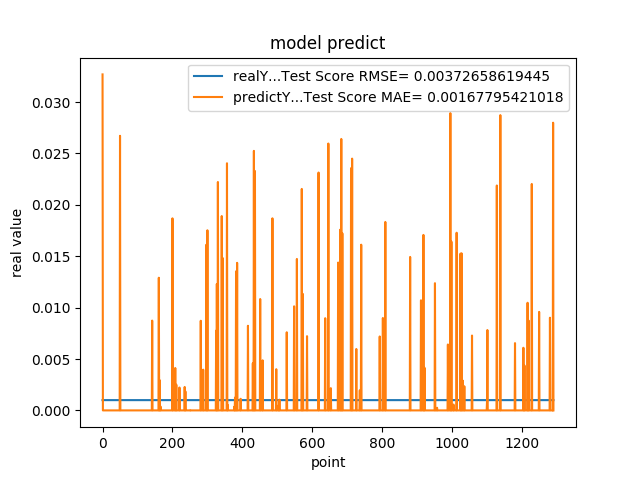 model predict
realY...Test Score RMSE= 0.00372658619445
predictY...Test Score MAE= 0.00167795421018
real value
0.030
0.025
0.020
0.015
0.010
0.005
0.000
0 200 400 600 800 1000 1200
point